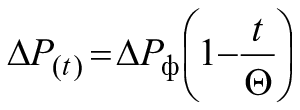 ΔP(t) = ΔPф(1 − t/Θ)